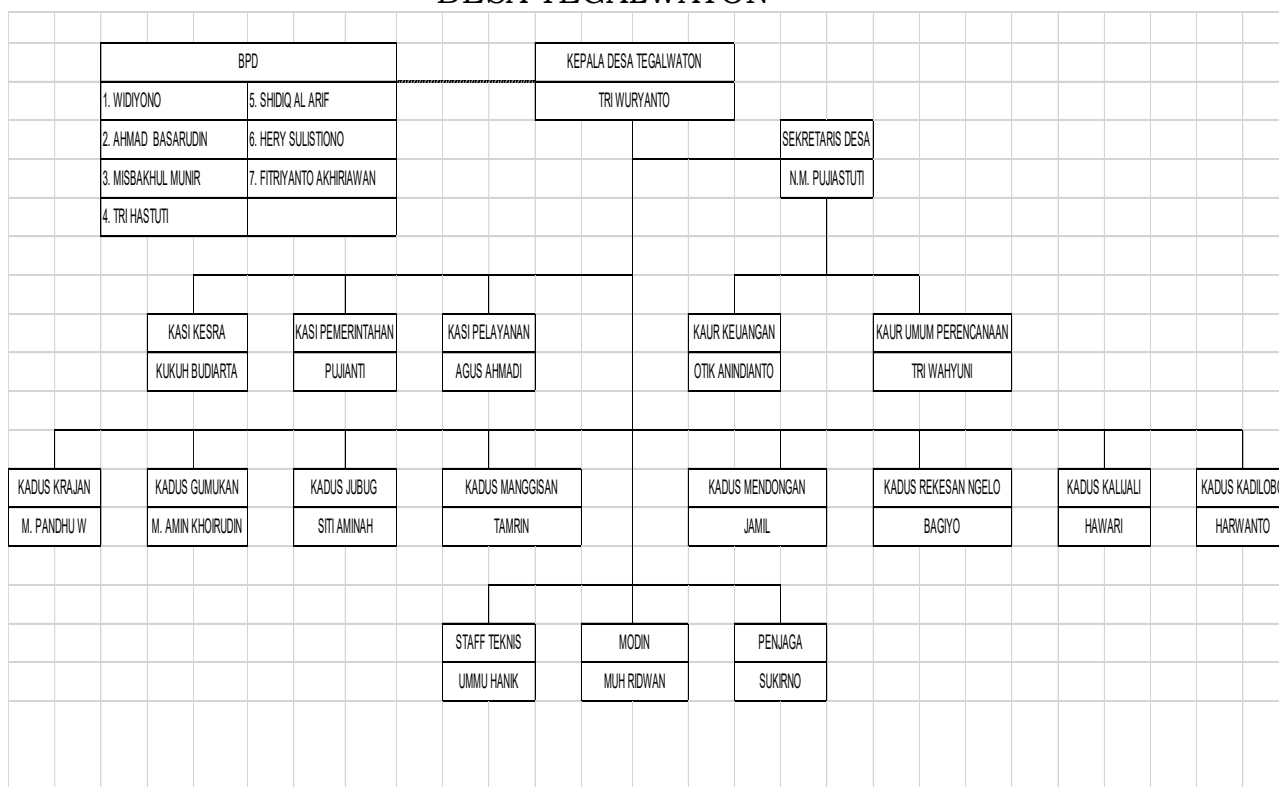 DESA TEGALWATON
BPD
1. WIDIYONO
5. SHIDIQ AL ARIF
2. AHMAD BASARUDIN
6. HERY SULISTIONO
3. MISBAKHUL MUNIR
7. FITRIYANTO AKHIRIAWAN
4. TRI HASTUTI
KEPALA DESA TEGALWATON
TRI WURYANTO
SEKRETARIS DESA
N.M. PUJIASTUTI
KASI KESRA
KUKUH BUDIARTA
KASI PEMERINTAHAN
PUJIANTI
KASI PELAYANAN
AGUS AHMADI
KAUR KEUANGAN
OTIK ANINDIANTO
KAUR UMUM PERENCANAAN
TRI WAHYUNI
KADUS KRAJAN
M. PANDHU W
KADUS GUMUKAN
M. AMIN KHOIRUDIN
KADUS JUBUG
SITI AMINAH
KADUS MANGGISAN
TAMRIN
KADUS MENDONGAN
JAMIL
KADUS REKESAN NGELO
BAGIYO
KADUS KALIJALI
HAWARI
KADUS KADILOBO
HARWANTO
STAFF TEKNIS
UMMU HANIK
MODIN
MUH RIDWAN
PENJAGA
SUKIRNO